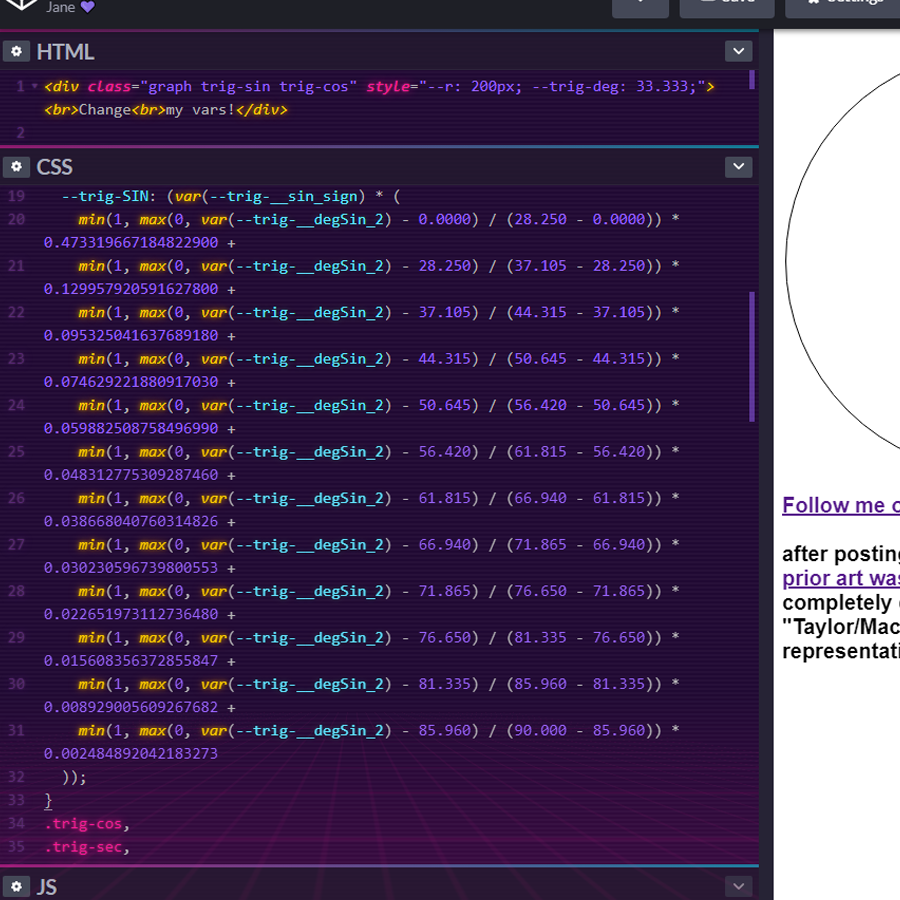 Jane 💜
HTML
1 <div class="graph trig-sin trig-cos" style="--r: 200px; --trig-deg: 33.333;">
<br>Change<br>my vars!</div>
2
CSS
19 --trig-SIN: (var(--trig-__sin_sign) * (
20 min(1, max(0, var(--trig-__degSin_2) - 0.0000) / (28.250 - 0.0000)) *
0.473319667184822900 +
21 min(1, max(0, var(--trig-__degSin_2) - 28.250) / (37.105 - 28.250)) *
0.129957920591627800 +
22 min(1, max(0, var(--trig-__degSin_2) - 37.105) / (44.315 - 37.105)) *
0.095325041637689180 +
23 min(1, max(0, var(--trig-__degSin_2) - 44.315) / (50.645 - 44.315)) *
0.074629221880917030 +
24 min(1, max(0, var(--trig-__degSin_2) - 50.645) / (56.420 - 50.645)) *
0.059882508758496990 +
25 min(1, max(0, var(--trig-__degSin_2) - 56.420) / (61.815 - 56.420)) *
0.048312775309287460 +
26 min(1, max(0, var(--trig-__degSin_2) - 61.815) / (66.940 - 61.815)) *
0.038668040760314826 +
27 min(1, max(0, var(--trig-__degSin_2) - 66.940) / (71.865 - 66.940)) *
0.030230596739800553 +
28 min(1, max(0, var(--trig-__degSin_2) - 71.865) / (76.650 - 71.865)) *
0.022651973112736480 +
29 min(1, max(0, var(--trig-__degSin_2) - 76.650) / (81.335 - 76.650)) *
0.015608356372855847 +
30 min(1, max(0, var(--trig-__degSin_2) - 81.335) / (85.960 - 81.335)) *
0.008929005609267682 +
31 min(1, max(0, var(--trig-__degSin_2) - 85.960) / (90.000 - 85.960)) *
0.002484892042183273
32 ));
33 }
34 .trig-cos,
35 .trig-sec,
JS
Follow me o
after posting
prior art was
completely
"Taylor/Mac
representati